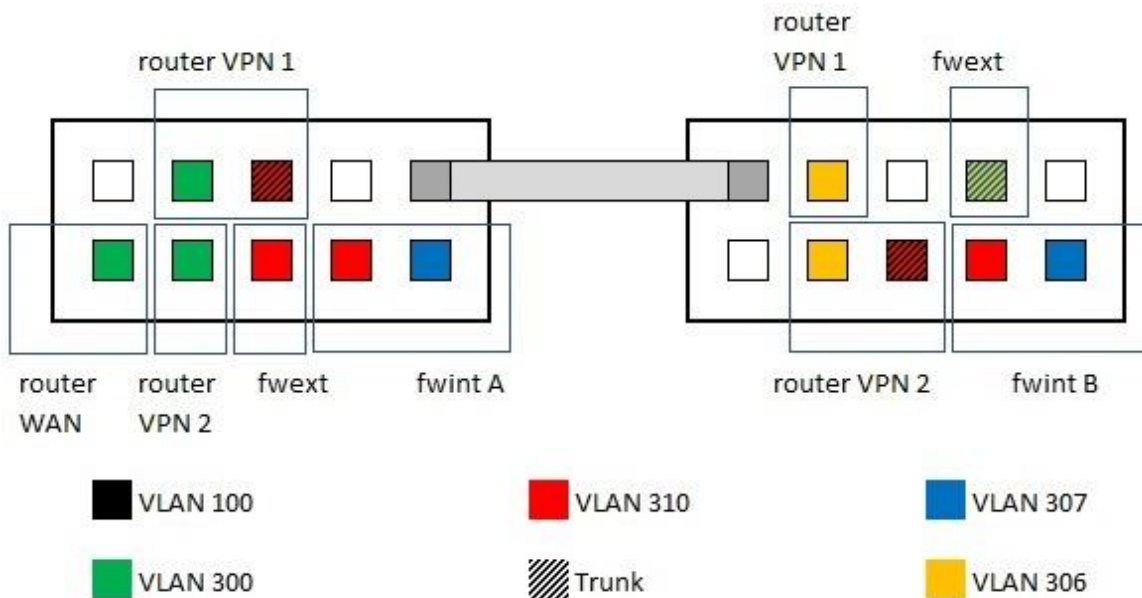 router VPN 1
router
VPN 1
fwext
router
WAN
router
VPN 2
fwext
fwint A
router VPN 2
fwint B
VLAN 100
VLAN 310
VLAN 307
VLAN 300
Trunk
VLAN 306